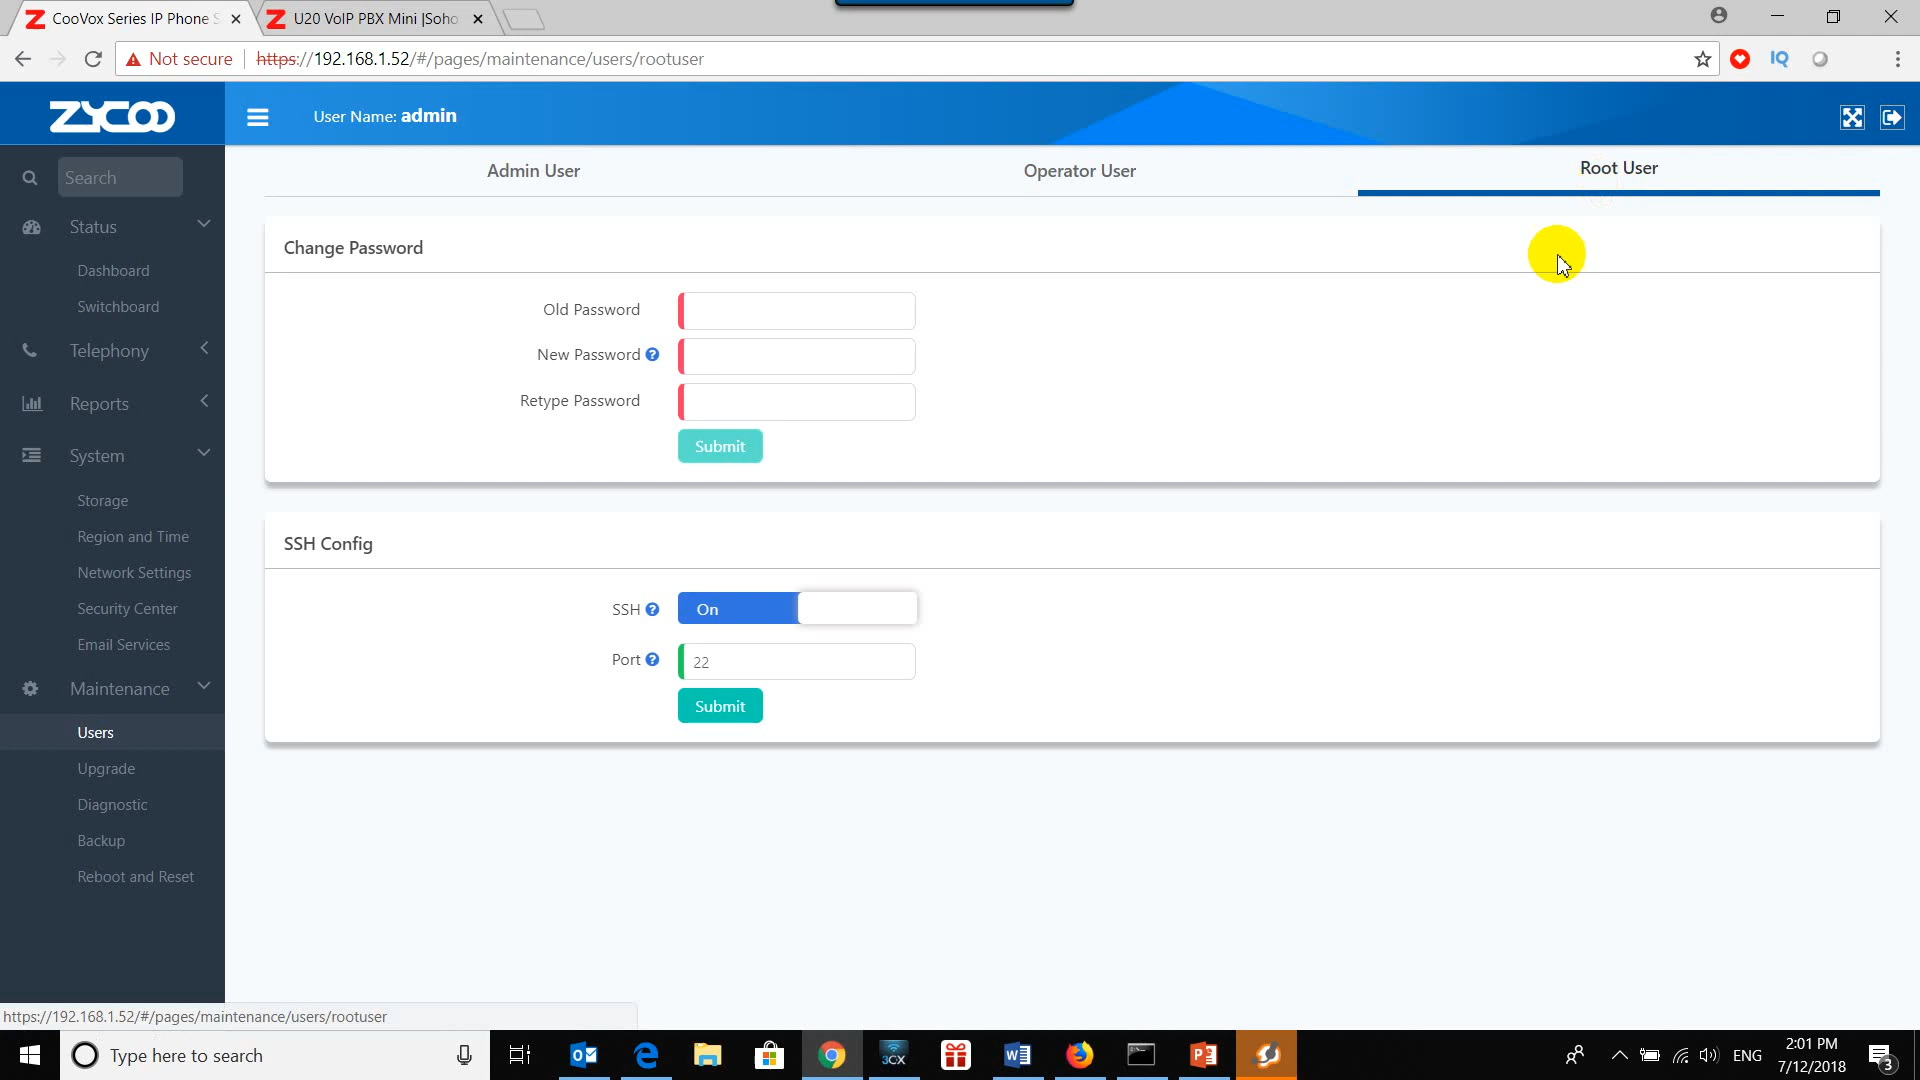 CooVox Series IP Phone S
U20 VoIP PBX Mini |Soho
Not secure
https://192.168.1.52/#/pages/maintenance/users/rootuser
IQ
ZYCOO
User Name: admin
Search
Status
Dashboard
Switchboard
Telephony
Reports
System
Storage
Region and Time
Network Settings
Security Center
Email Services
Maintenance
Users
Upgrade
Diagnostic
Backup
Reboot and Reset
Admin User
Operator User
Root User
Change Password
Old Password
New Password
Retype Password
Submit
SSH Config
SSH
On
Port
22
Submit
https://192.168.1.52/#/pages/maintenance/users/rootuser
Type here to search
3CX
ENG
2:01 PM
7/12/2018
3